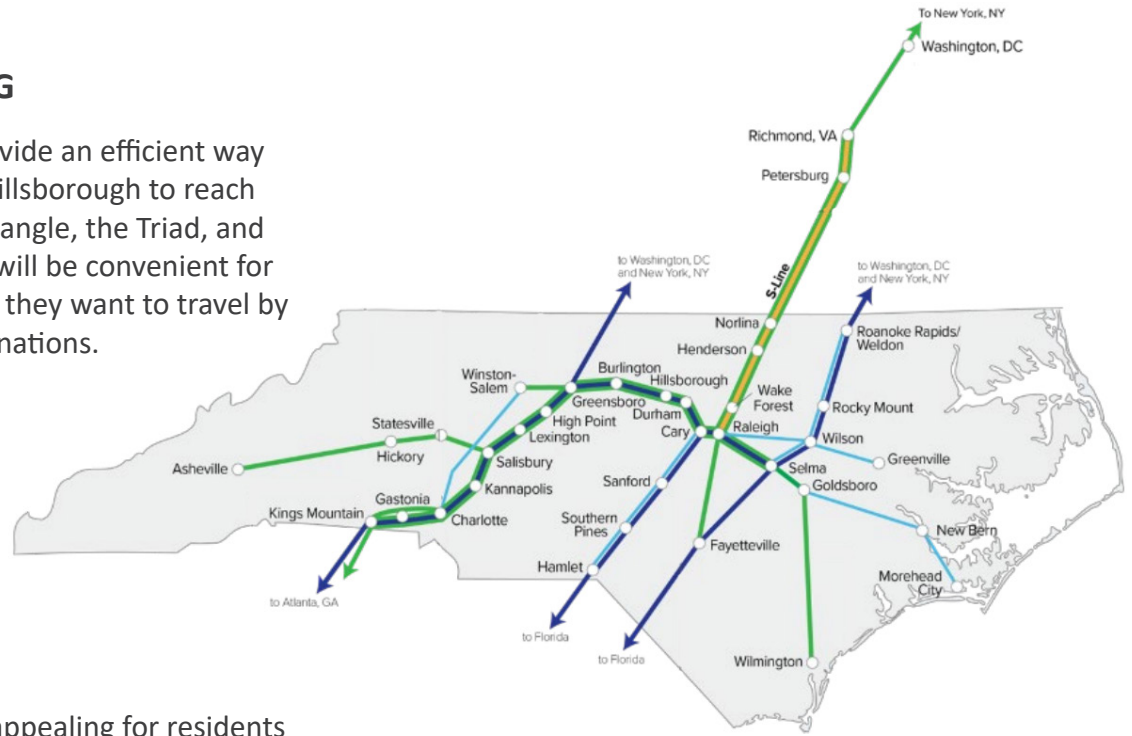 G
vide an efficient way
illsborough to reach
angle, the Triad, and
will be convenient for
they want to travel by
nations.
appealing for residents
To New York, NY
Washington, DC
Richmond, VA
Petersburg
S-Line
to Washington, DC
and New York, NY
to Washington, DC
and New York, NY
Norlina
Henderson
Roanoke Rapids/
Weldon
Winston-
Salem
Burlington
Hillsborough
Wake
Forest
Greensboro
Durham
Rocky Mount
High Point
Cary
Raleigh
Wilson
Statesville
Lexington
Hickory
Salisbury
Selma
Greenville
Asheville
Sanford
Goldsboro
Kannapolis
Gastonia
Kings Mountain
Charlotte
Southern
Pines
Fayetteville
New Bern
Hamlet
Morehead
City
to Atlanta, GA
to Florida
to Florida
Wilmington